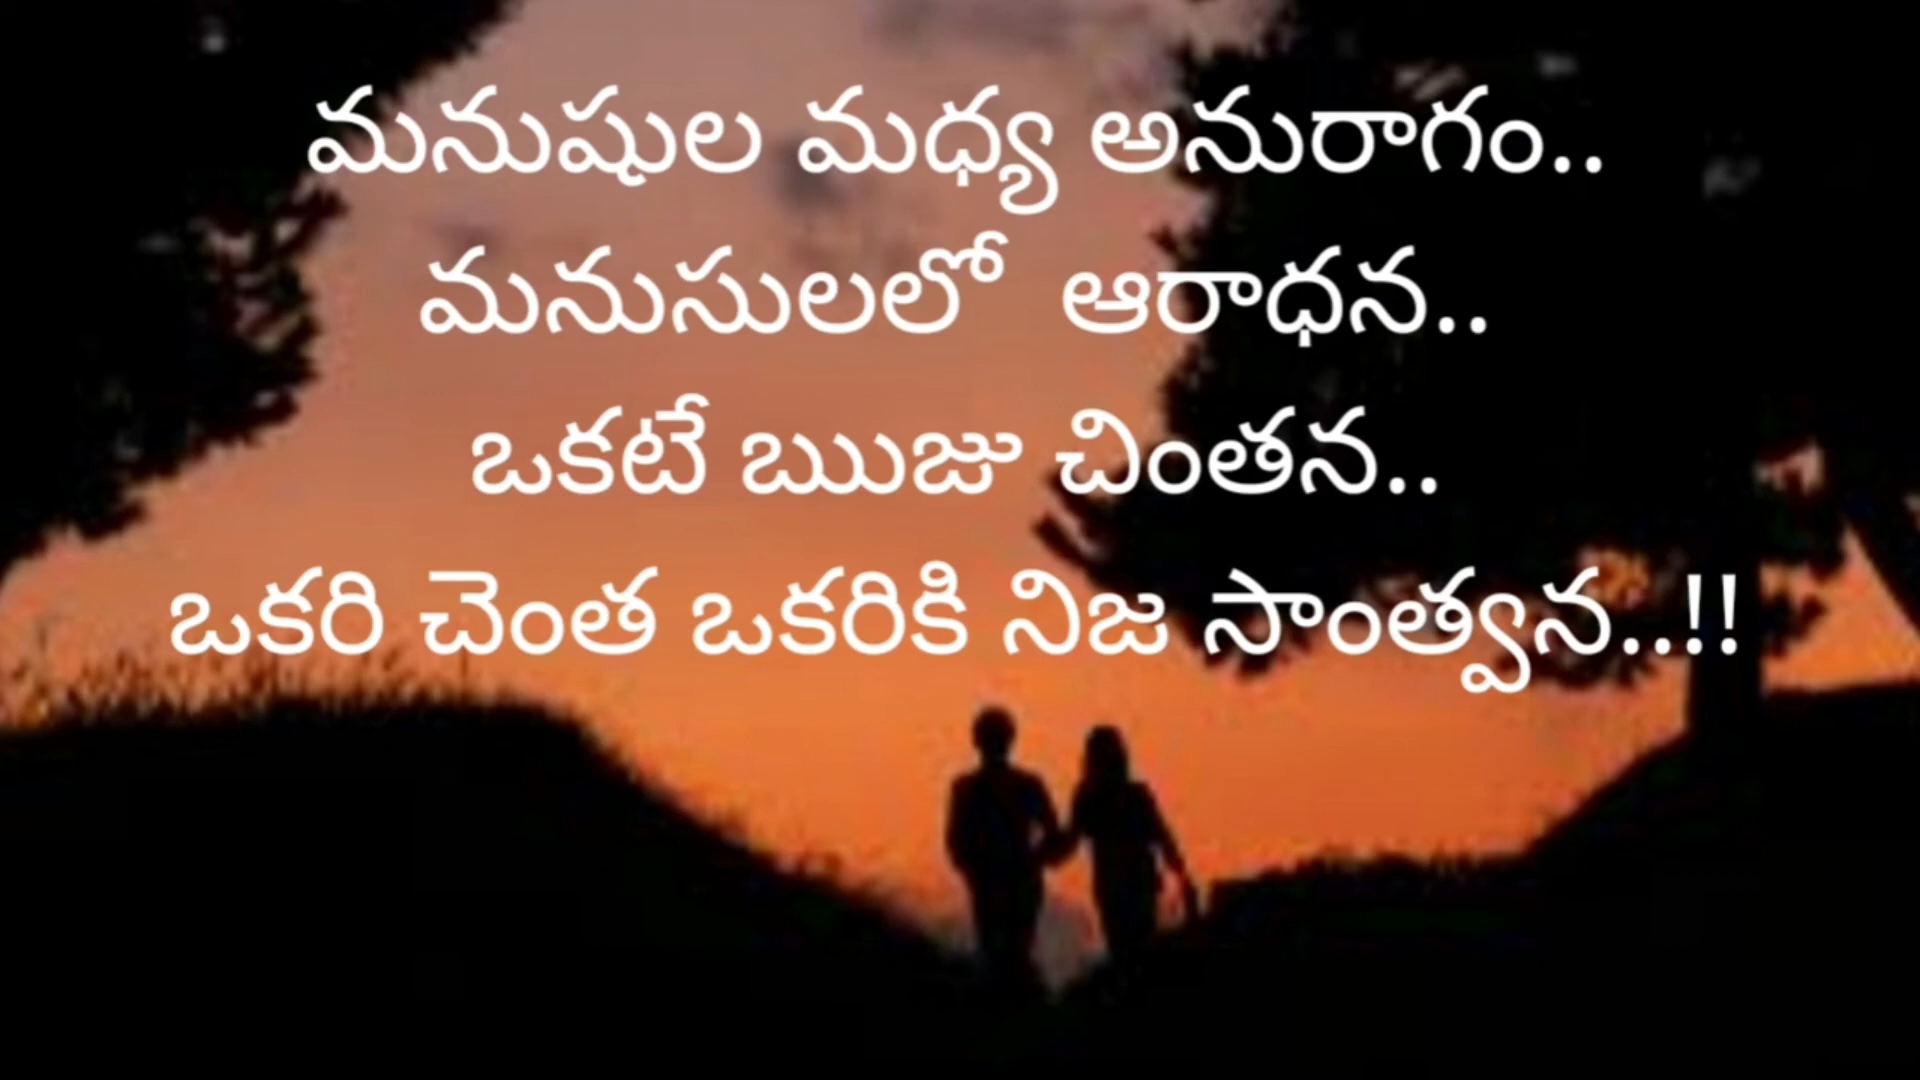 మనుషుల మధ్య అనురాగం..
మనుసులలో ఆరాధన..
ఒకటే ఋజు చింతన..
ఒకరి చెంత ఒకరికి నిజ సాంత్వన..!!